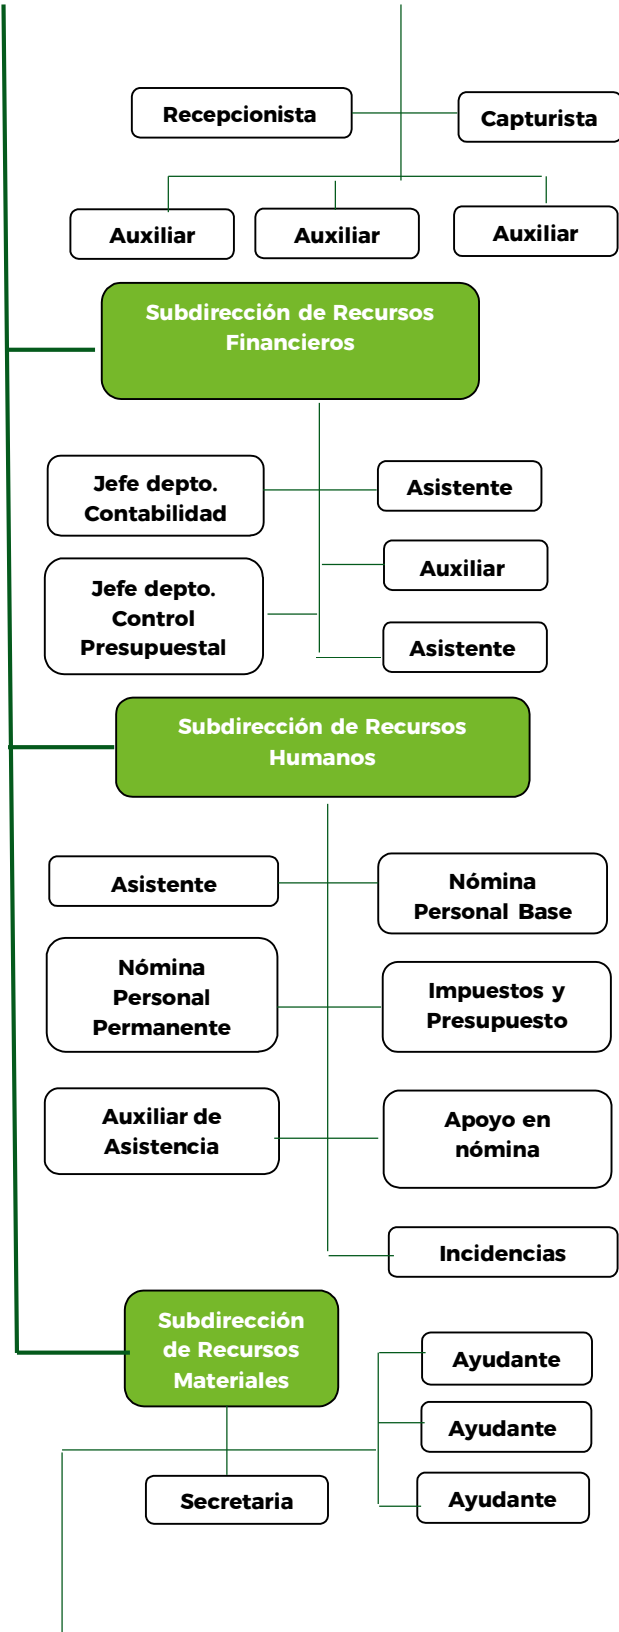 Recepcionista
Capturista
Auxiliar
Auxiliar
Auxiliar
Subdirección de Recursos
Financieros
Jefe depto.
Contabilidad
Asistente
Auxiliar
Jefe depto.
Control
Presupuestal
Asistente
Subdirección de Recursos
Humanos
Asistente
Nómina
Personal Base
Nómina
Personal
Permanente
Impuestos y
Presupuesto
Auxiliar de
Asistencia
Apoyo en
nómina
Incidencias
Subdirección
de Recursos
Materiales
Ayudante
Ayudante
Secretaria
Ayudante